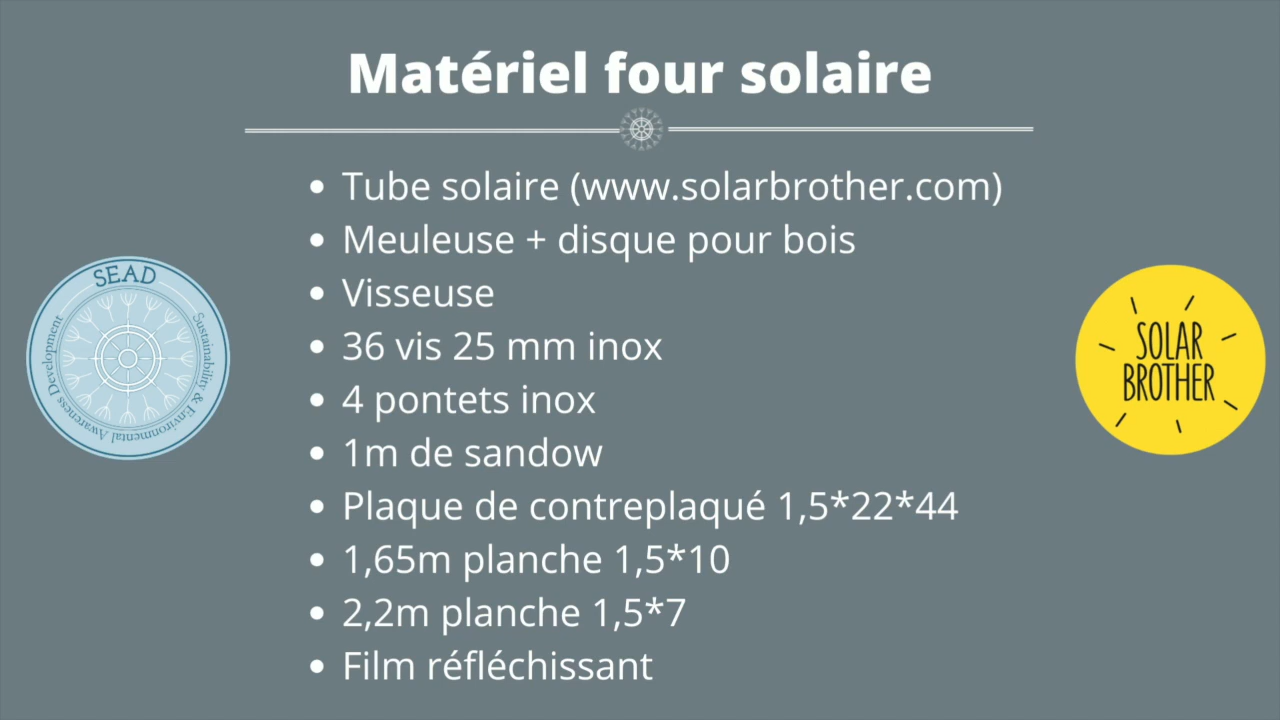 Matériel four solaire
Tube solaire (www.solarbrother.com)
Meuleuse + disque pour bois
Visseuse
36 vis 25 mm inox
4 pontets inox
1m de sandow
Plaque de contreplaqué 1,5*22*44
1,65m planche 1,5*10
2,2m planche 1,5*7
Film réfléchissant
SEAD
Sustainability & Environmental Awareness Development
SOLAR
BROTHER